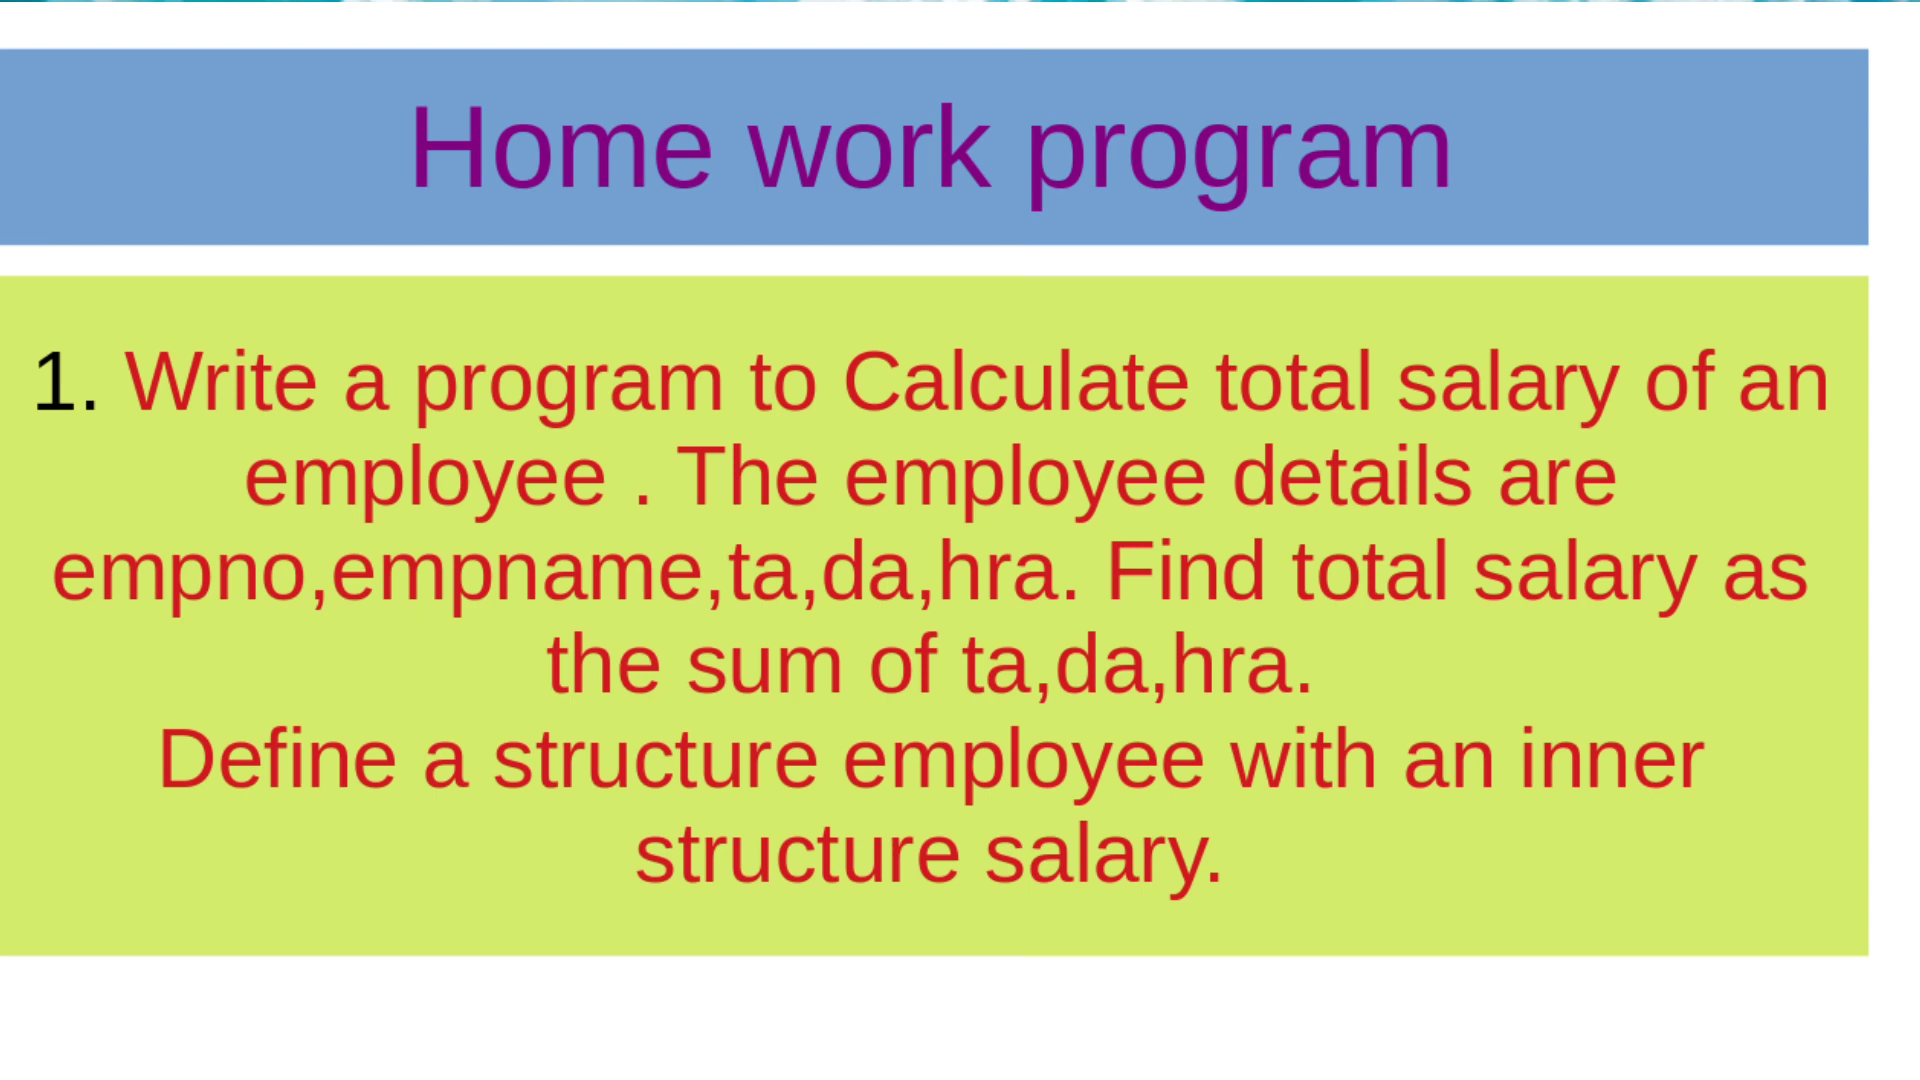 Home work program
1. Write a program to Calculate total salary of an
employee . The employee details are
empno,empname,ta,da,hra. Find total salary as
the sum of ta,da,hra.
Define a structure employee with an inner
structure salary.